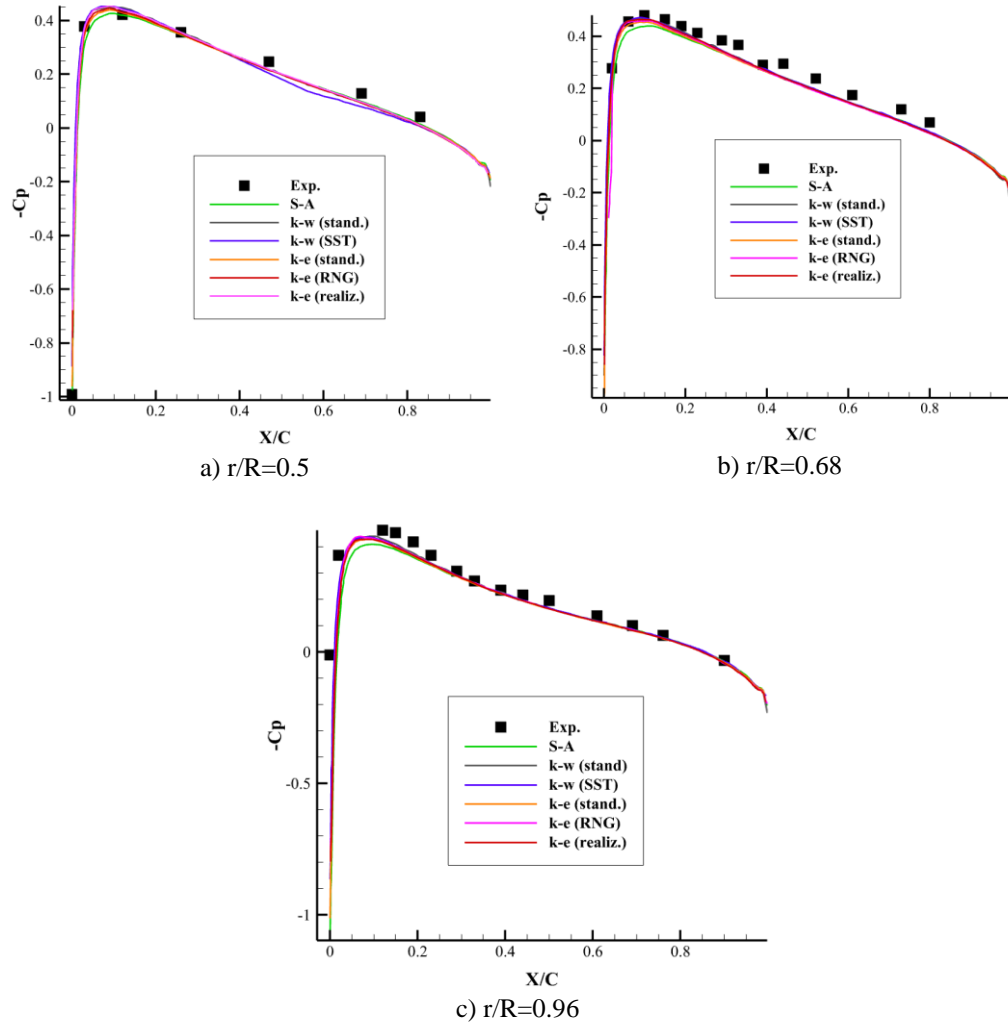 0.4
0.2
0
-0.2
-0.4
-0.6
-0.8
-1
-Cp
Exp.
S-A
k-w (stand.)
k-w (SST)
k-e (stand.)
k-e (RNG)
k-e (realiz.)
0 0.2 0.4 0.6 0.8
X/C
a) r/R=0.5
0.4
0.2
0
-0.2
-0.4
-0.6
-0.8
-Cp
Exp.
S-A
k-w (stand.)
k-w (SST)
k-e (stand.)
k-e (RNG)
k-e (realiz.)
0 0.2 0.4 0.6 0.8
X/C
b) r/R=0.68
0
-0.5
-1
-Cp
Exp.
S-A
k-w (stand)
k-w (SST)
k-e (stand.)
k-e (RNG)
k-e (realiz.)
0 0.2 0.4 0.6 0.8
X/C
c) r/R=0.96